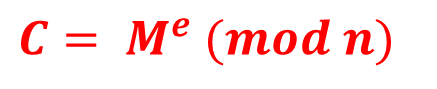 C = M^e (mod n)